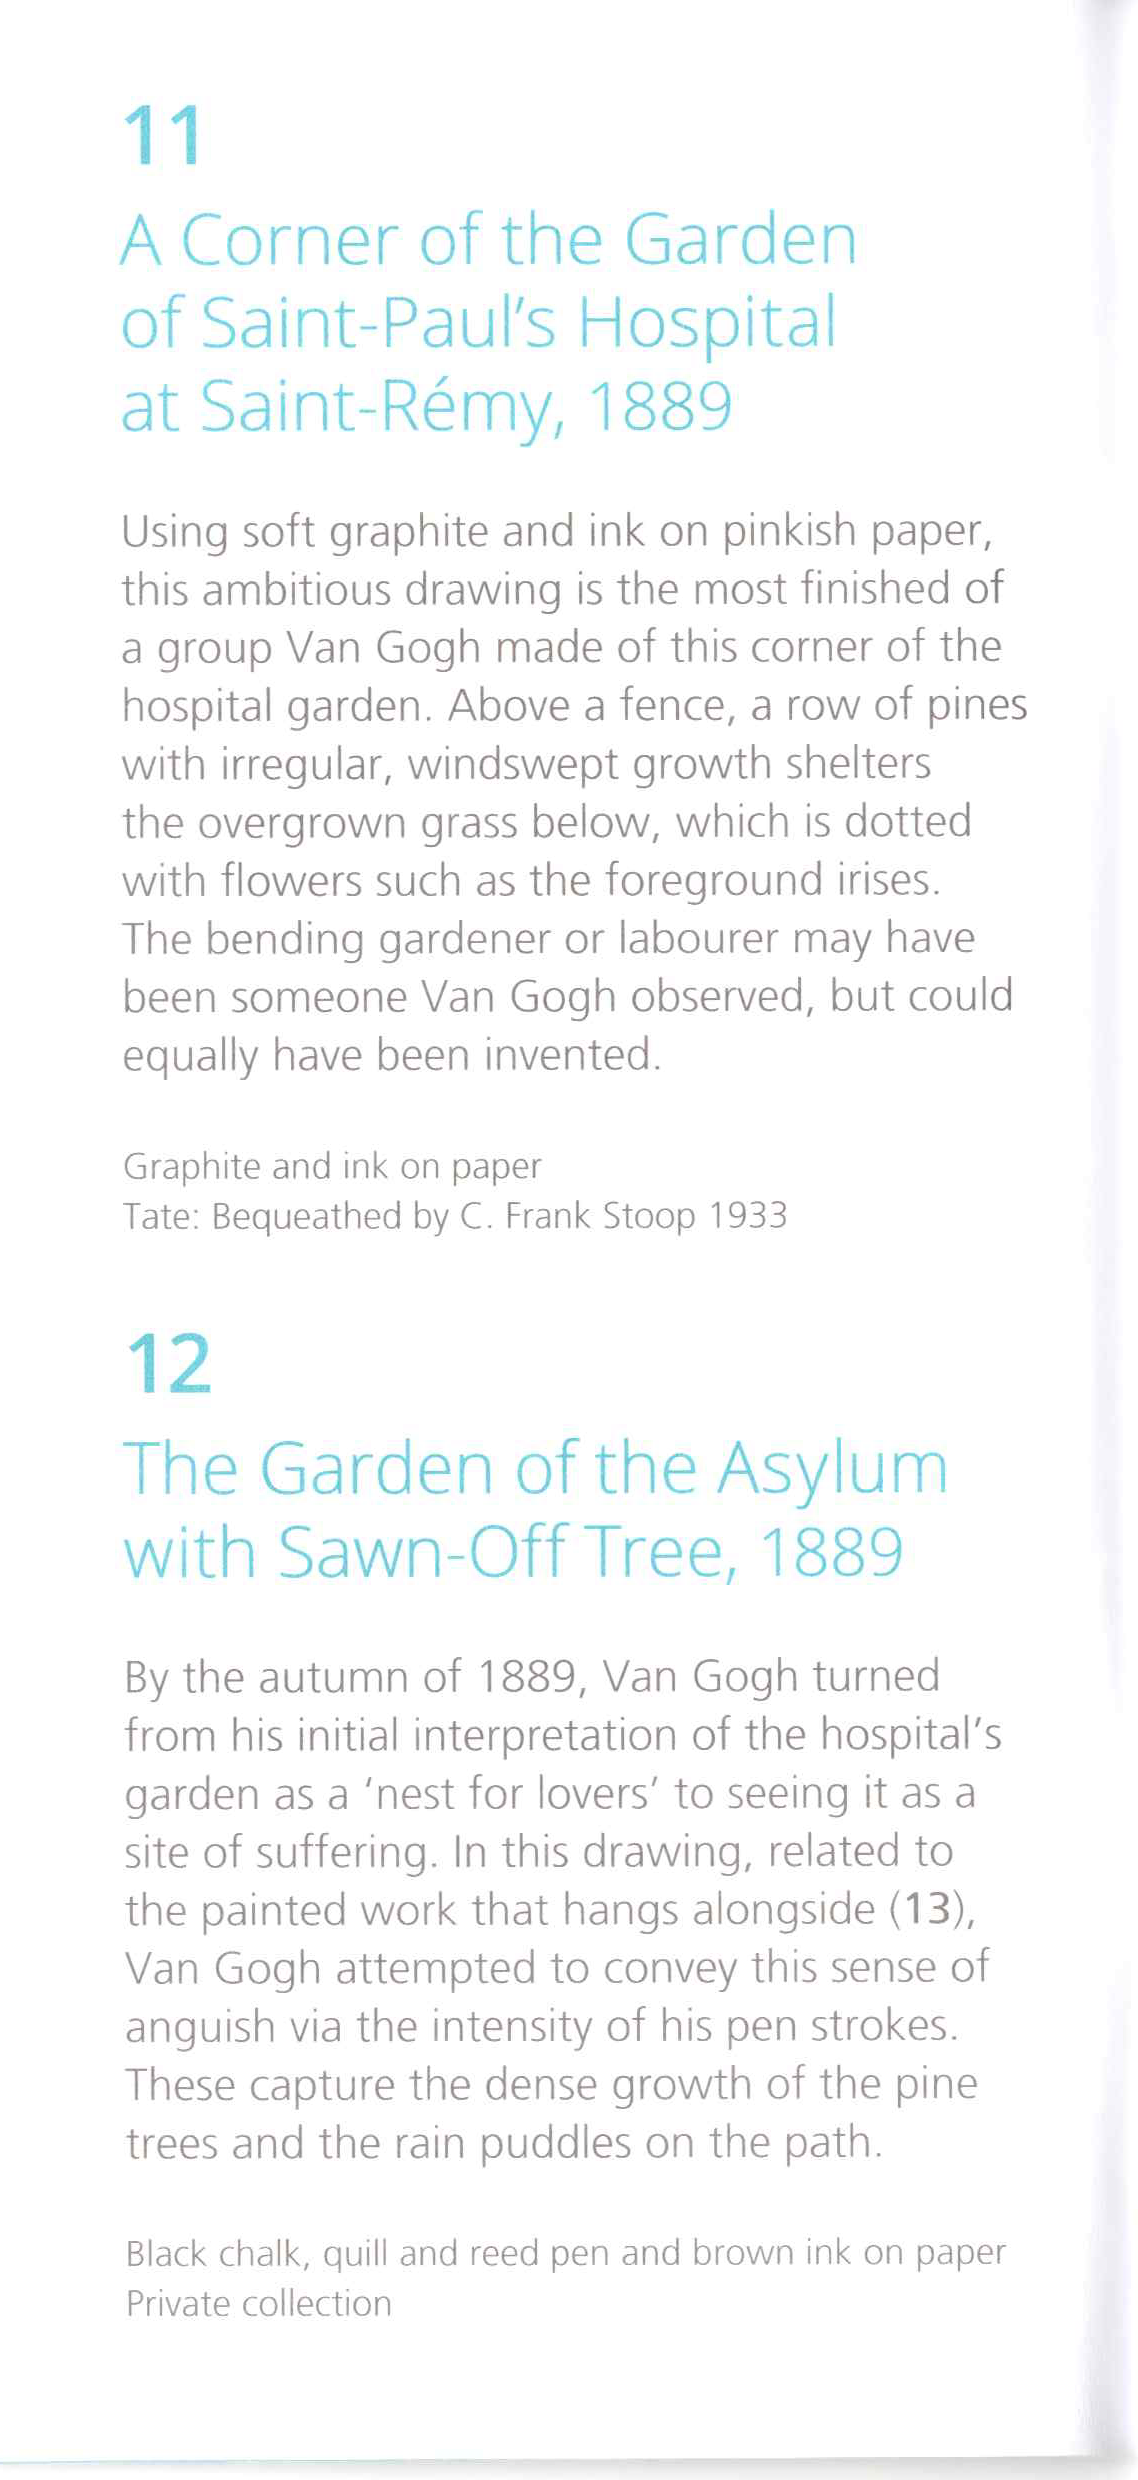 11
A Corner of the Garden
of Saint-Paul's Hospital
at Saint-Rémy, 1889
Using soft graphite and ink on pinkish paper,
this ambitious drawing is the most finished of
a group Van Gogh made of this corner of the
hospital garden. Above a fence, a row of pines
with irregular, windswept growth shelters
the overgrown grass below, which is dotted
with flowers such as the foreground irises.
The bending gardener or labourer may have
been someone Van Gogh observed, but could
equally have been invented.
Graphite and ink on paper
Tate: Bequeathed by C. Frank Stoop 1933
12
The Garden of the Asylum
with Sawn-Off Tree, 1889
By the autumn of 1889, Van Gogh turned
from his initial interpretation of the hospital's
garden as a 'nest for lovers' to seeing it as a
site of suffering. In this drawing, related to
the painted work that hangs alongside (13),
Van Gogh attempted to convey this sense of
anguish via the intensity of his pen strokes.
These capture the dense growth of the pine
trees and the rain puddles on the path.
Black chalk, quill and reed pen and brown ink on paper
Private collection